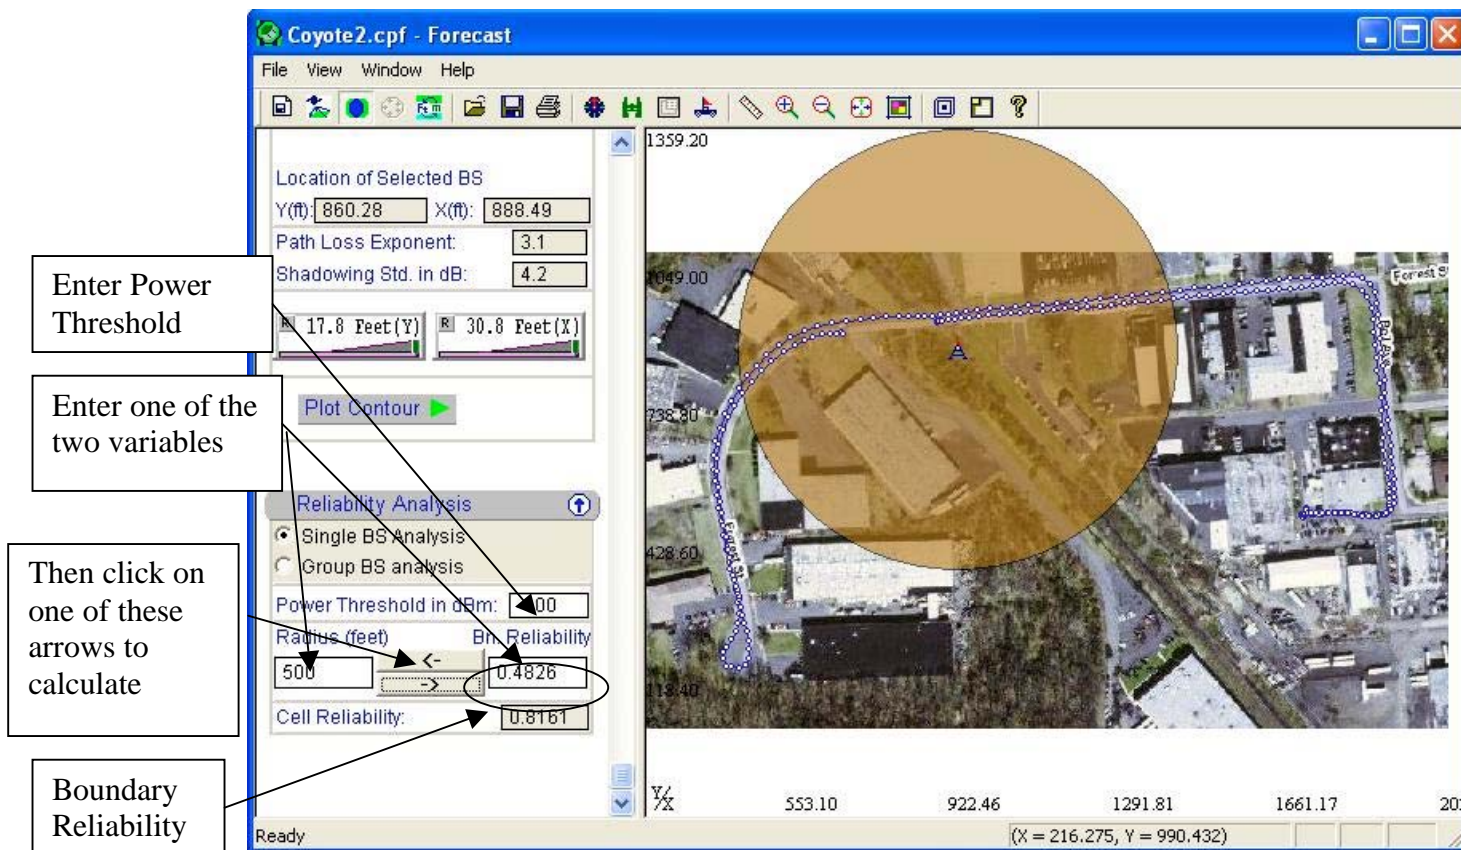 Coyote2.cpf - Forecast
File View Window Help
Location of Selected BS
Y(ft): 860.28 X(ft): 888.49
Path Loss Exponent: 3.1
Shadowing Std. in dB: 4.2
R 17.8 Feet(Y) R 30.8 Feet(X)
Plot Contour
Reliability Analysis
Single BS Analysis
Group BS analysis
Power Threshold in dBm:
Radius (feet) Bn. Reliability
500 <- 0.4826
->
Cell Reliability: 0.8161
Ready
Enter Power
Threshold
Enter one of the
two variables
Then click on
one of these
arrows to
calculate
Boundary
Reliability
1359.20
1049.00
738.80
428.60
118.40
Forest
Forest St
Y/X 553.10 922.46 1291.81 1661.17
(X = 216.275, Y = 990.432)